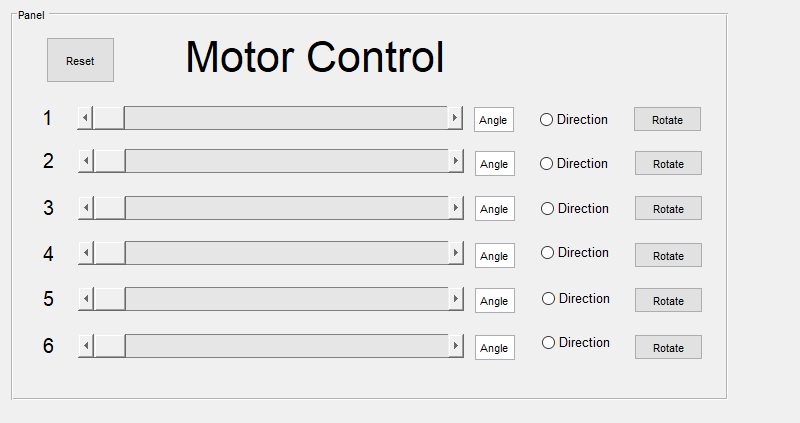 Panel
Reset
Motor Control
1 Angle Direction Rotate
2 Angle Direction Rotate
3 Angle Direction Rotate
4 Angle Direction Rotate
5 Angle Direction Rotate
6 Angle Direction Rotate